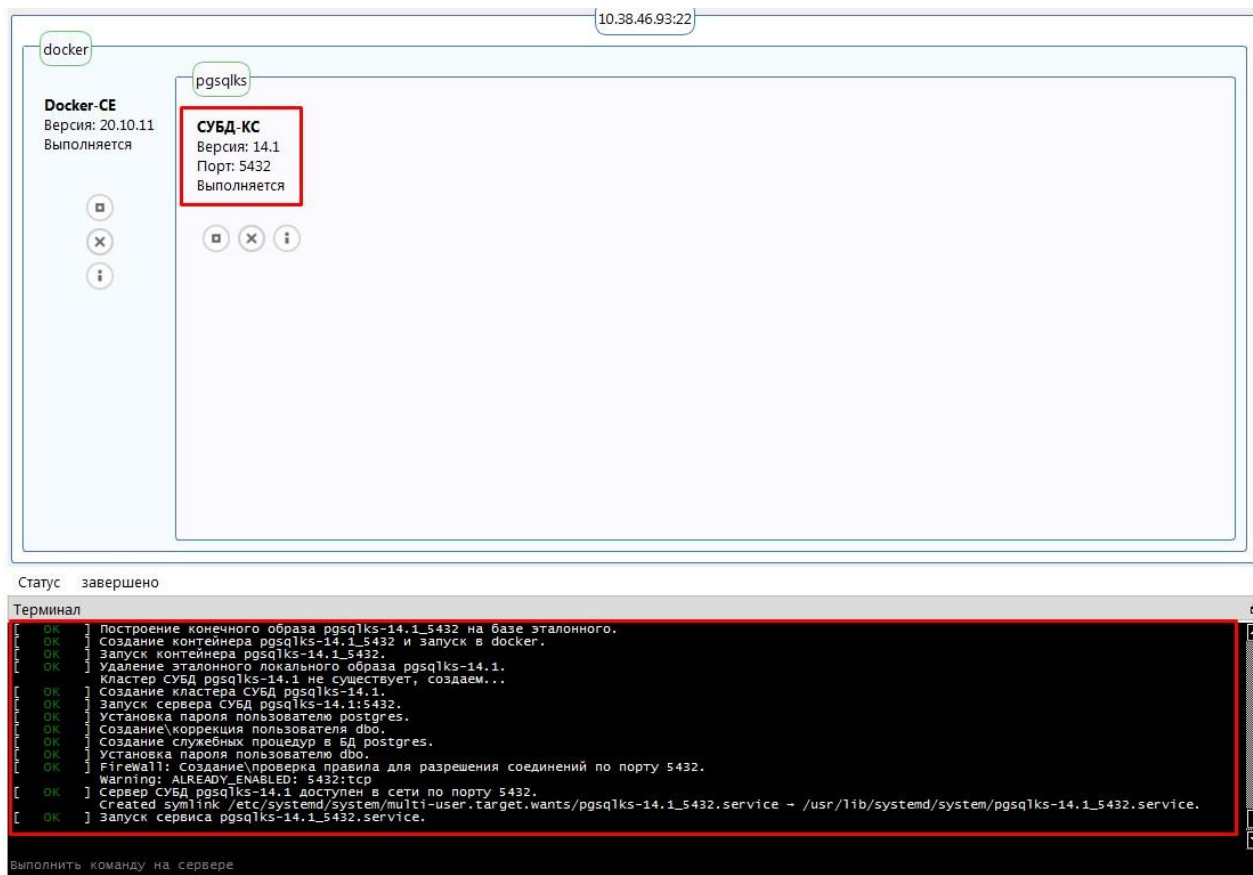 10.38.46.93:22
docker
pgsqlks
Docker-CE
Версия: 20.10.11
Выполняется
СУБД-КС
Версия: 14.1
Порт: 5432
Выполняется
Статус завершено
Терминал
[ OK ] Построение конечного образа pgsqlks-14.1_5432 на базе эталонного.
[ OK ] Создание контейнера pgsqlks-14.1_5432 и запуск в docker.
[ OK ] Запуск контейнера pgsqlks-14.1_5432.
[ OK ] Удаление эталонного локального образа pgsqlks-14.1.
Кластер СУБД pgsqlks-14.1 не существует, создаем...
[ OK ] Создание кластера СУБД pgsqlks-14.1.
[ OK ] Запуск сервера СУБД pgsqlks-14.1:5432.
[ OK ] Установка пароля пользователю postgres.
[ OK ] Создание\коррекция пользователя dbo.
[ OK ] Создание служебных процедур в БД postgres.
[ OK ] Установка пароля пользователю dbo.
[ OK ] FireWall: Создание\проверка правила для разрешения соединений по порту 5432.
Warning: ALREADY_ENABLED: 5432:tcp
[ OK ] Сервер СУБД pgsqlks-14.1 доступен в сети по порту 5432.
Created symlink /etc/systemd/system/multi-user.target.wants/pgsqlks-14.1_5432.service → /usr/lib/systemd/system/pgsqlks-14.1_5432.service.
[ OK ] Запуск сервиса pgsqlks-14.1_5432.service.
Выполнить команду на сервере